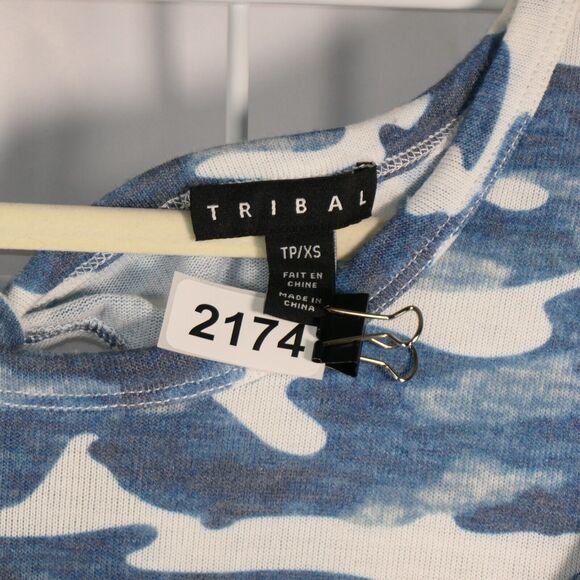 TRIBAL
TP/XS
FAIT EN
CHINE
MADE IN
CHINA
2174